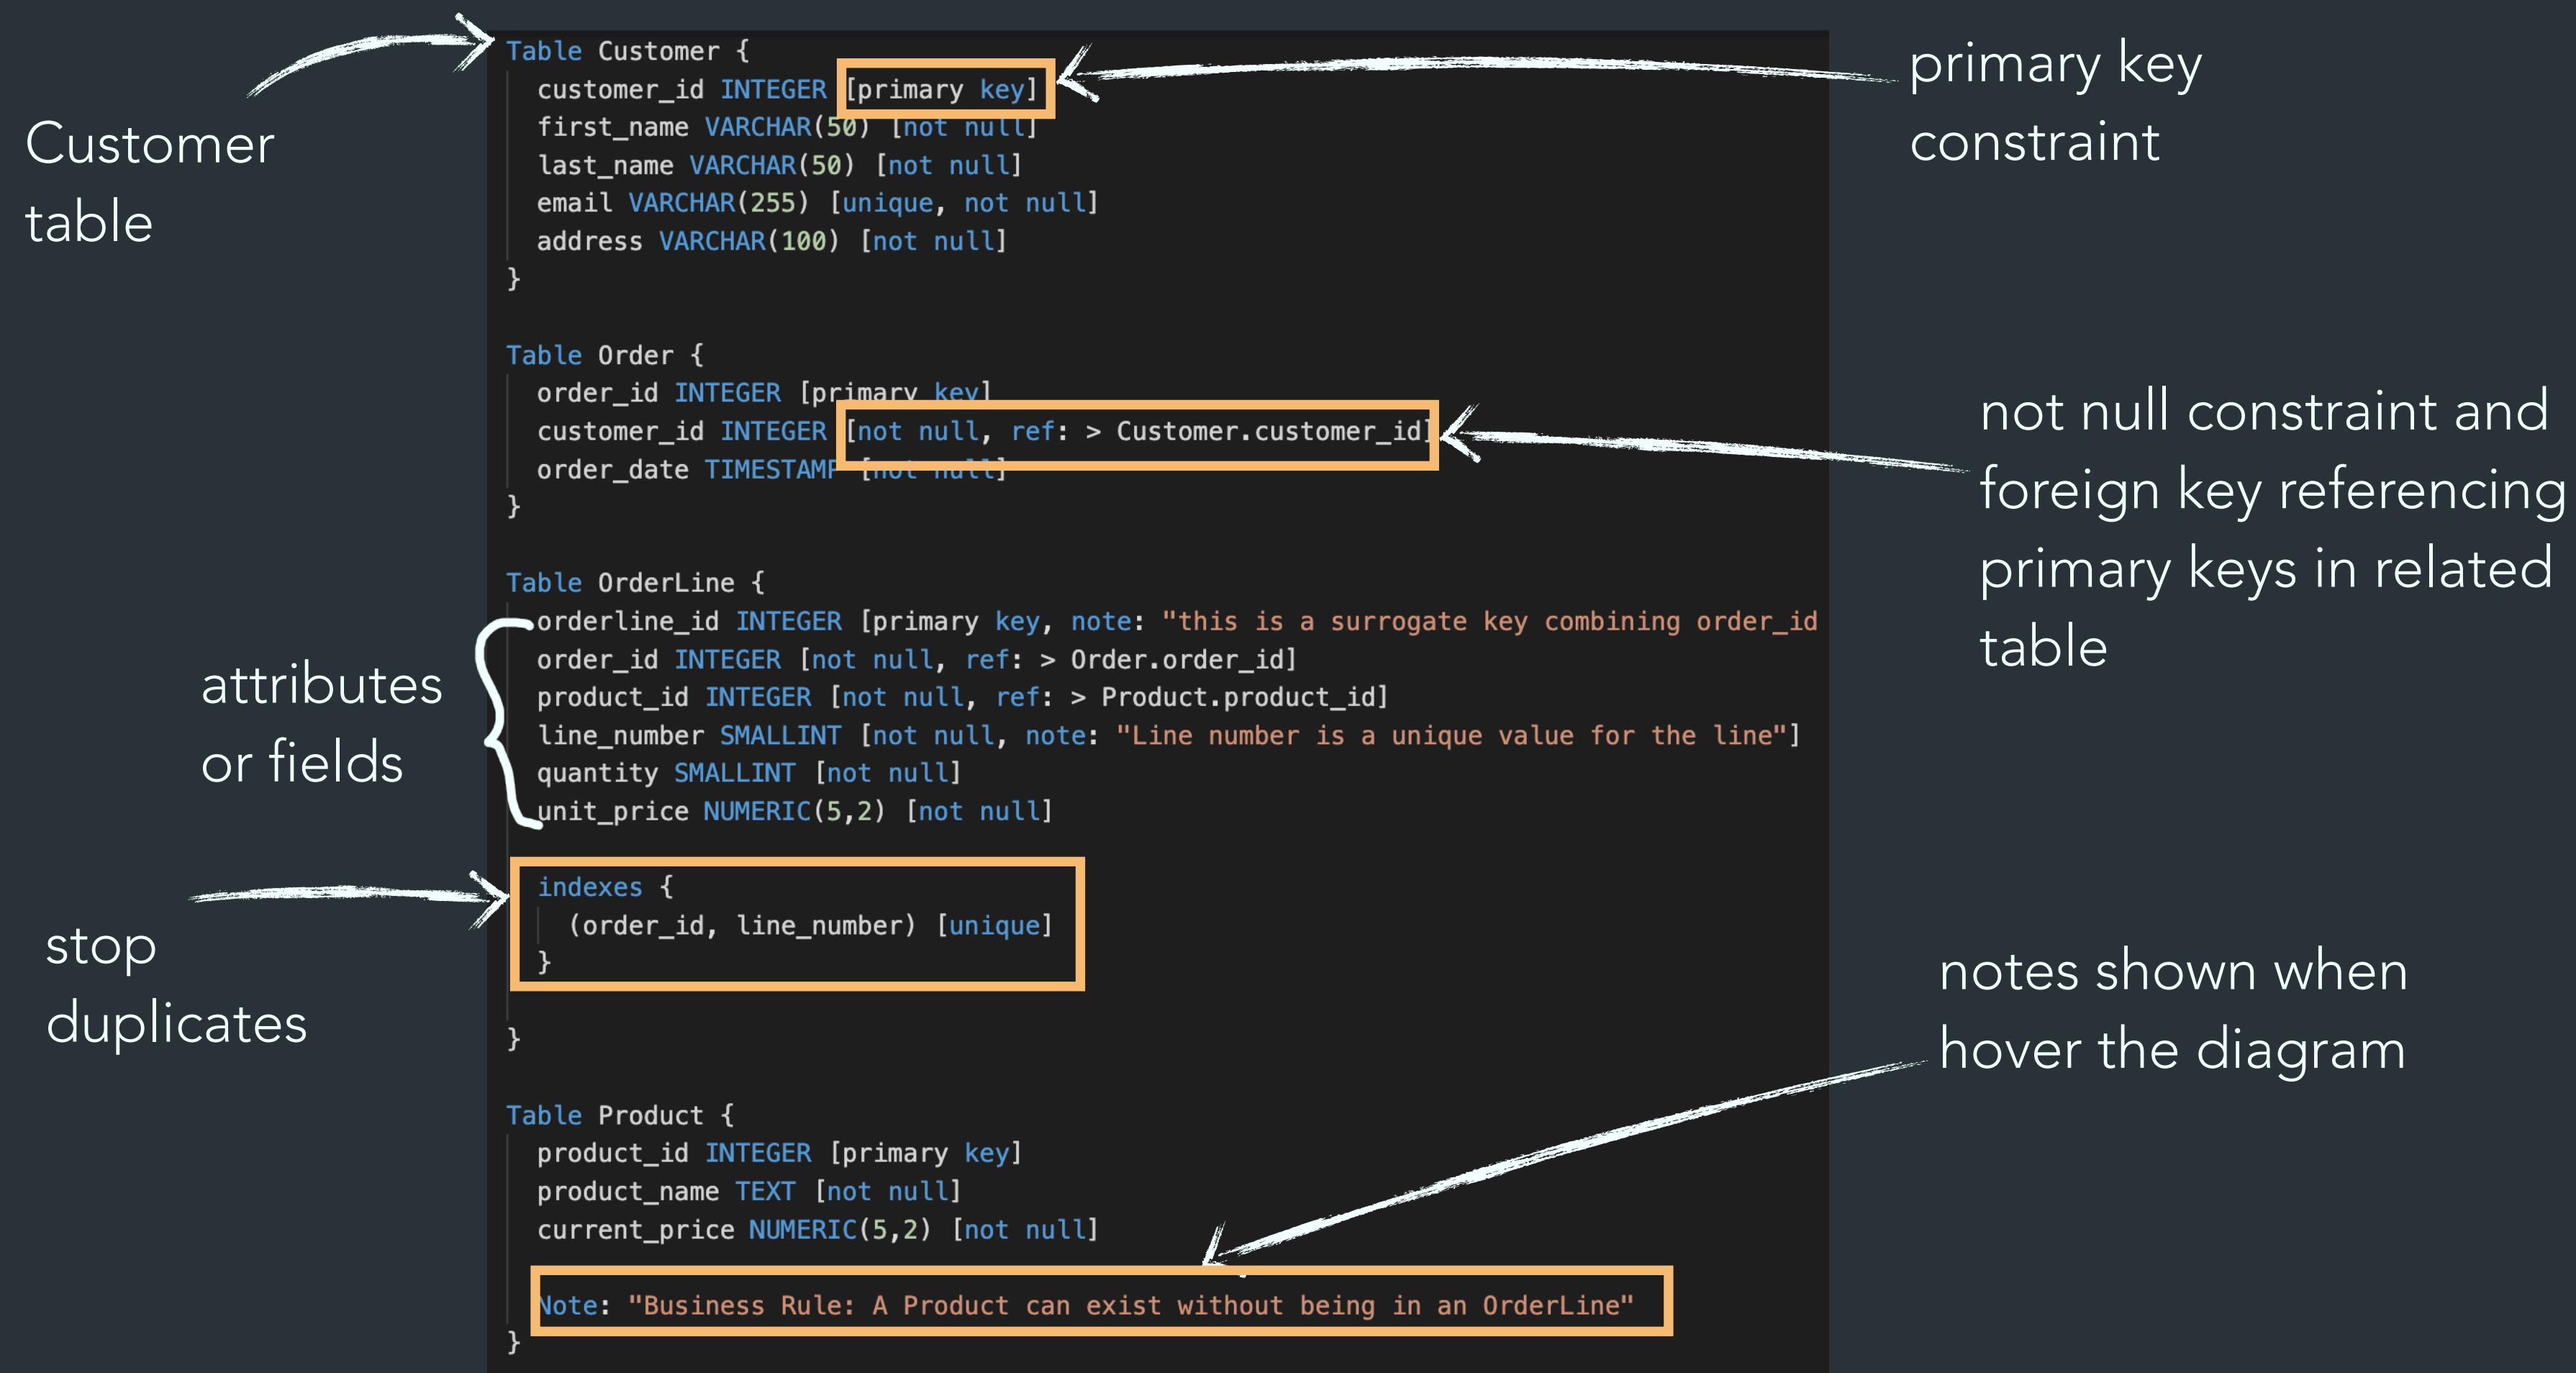 Table Customer {
customer_id INTEGER [primary key]
first_name VARCHAR(50) [not null]
last_name VARCHAR(50) [not null]
email VARCHAR(255) [unique, not null]
address VARCHAR(100) [not null]
}
Customer
table
primary key
constraint
Table Order {
order_id INTEGER [primary key]
customer_id INTEGER [not null, ref: > Customer.customer_id]
order_date TIMESTAMP [not null]
}
not null constraint and
foreign key referencing
primary keys in related
table
Table OrderLine {
orderline_id INTEGER [primary key, note: "this is a surrogate key combining order_id
order_id INTEGER [not null, ref: > Order.order_id]
product_id INTEGER [not null, ref: > Product.product_id]
line_number SMALLINT [not null, note: "Line number is a unique value for the line"]
quantity SMALLINT [not null]
unit_price NUMERIC(5,2) [not null]
attributes
or fields
indexes {
(order_id, line_number) [unique]
}
}
stop
duplicates
notes shown when
hover the diagram
Table Product {
product_id INTEGER [primary key]
product_name TEXT [not null]
current_price NUMERIC(5,2) [not null]
Note: "Business Rule: A Product can exist without being in an OrderLine"
}